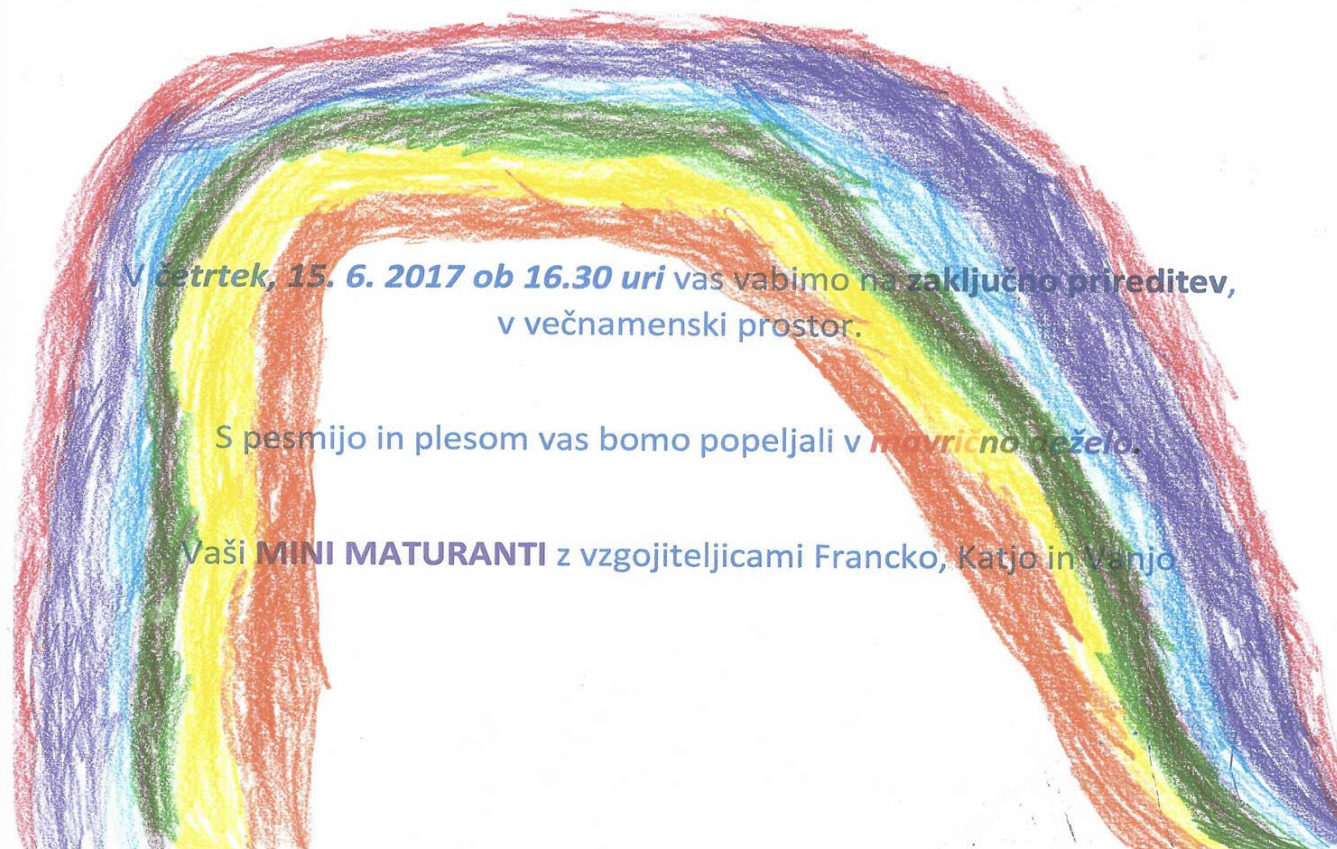 V četrtek, 15. 6. 2017 ob 16.30 uri vas vabimo na zaključno prireditev,
v večnamenski prostor.
S pesmijo in plesom vas bomo popeljali v mavrično deželo.
Vaši MINI MATURANTI z vzgojiteljicami Francko, Katjo in Vanjo